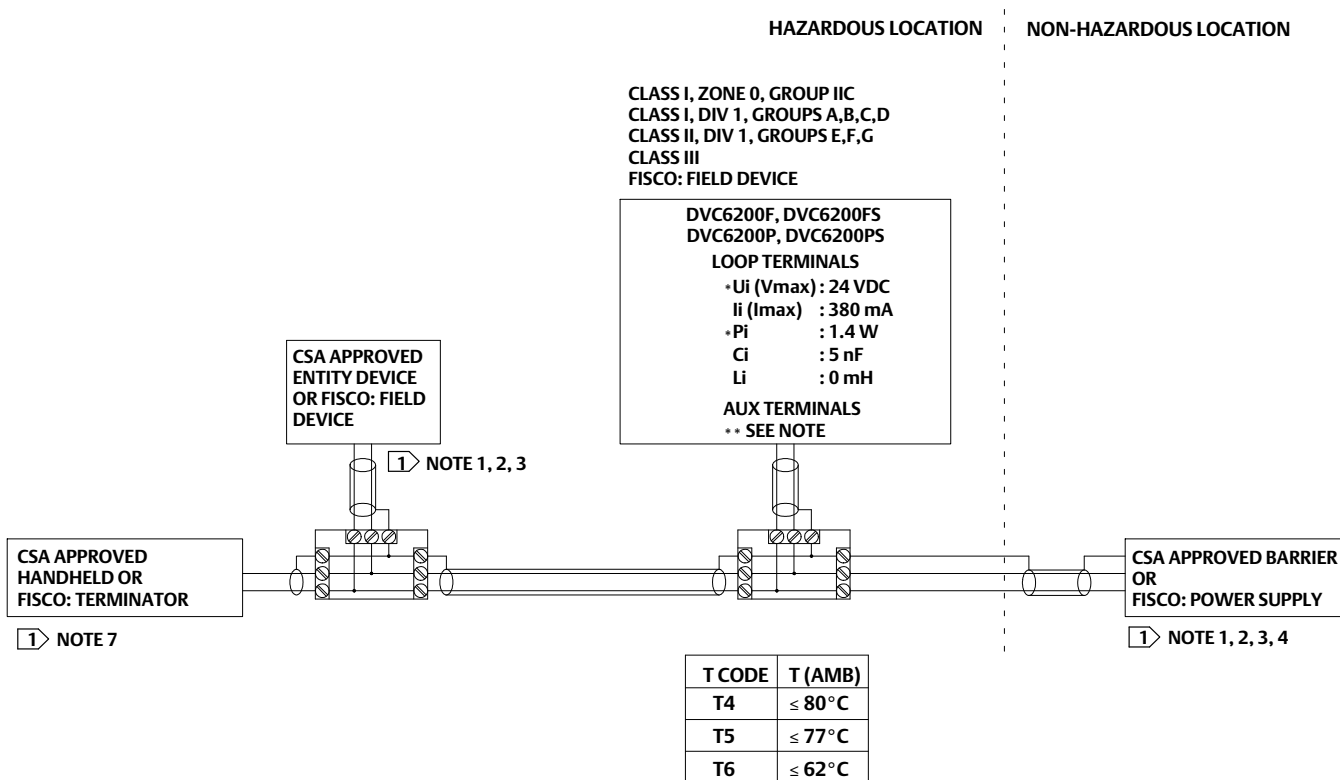 HAZARDOUS LOCATION
NON-HAZARDOUS LOCATION
CLASS I, ZONE 0, GROUP IIC
CLASS I, DIV 1, GROUPS A,B,C,D
CLASS II, DIV 1, GROUPS E,F,G
CLASS III
FISCO: FIELD DEVICE
DVC6200F, DVC6200FS
DVC6200P, DVC6200PS
LOOP TERMINALS
*Ui (Vmax) : 24 VDC
Ii (Imax) : 380 mA
*Pi : 1.4 W
Ci : 5 nF
Li : 0 mH
AUX TERMINALS
** SEE NOTE
CSA APPROVED
ENTITY DEVICE
OR FISCO: FIELD
DEVICE
1 NOTE 1, 2, 3
CSA APPROVED
HANDHELD OR
FISCO: TERMINATOR
1 NOTE 7
CSA APPROVED BARRIER
OR
FISCO: POWER SUPPLY
1 NOTE 1, 2, 3, 4
T CODE T (AMB)
T4 ≤ 80°C
T5 ≤ 77°C
T6 ≤ 62°C